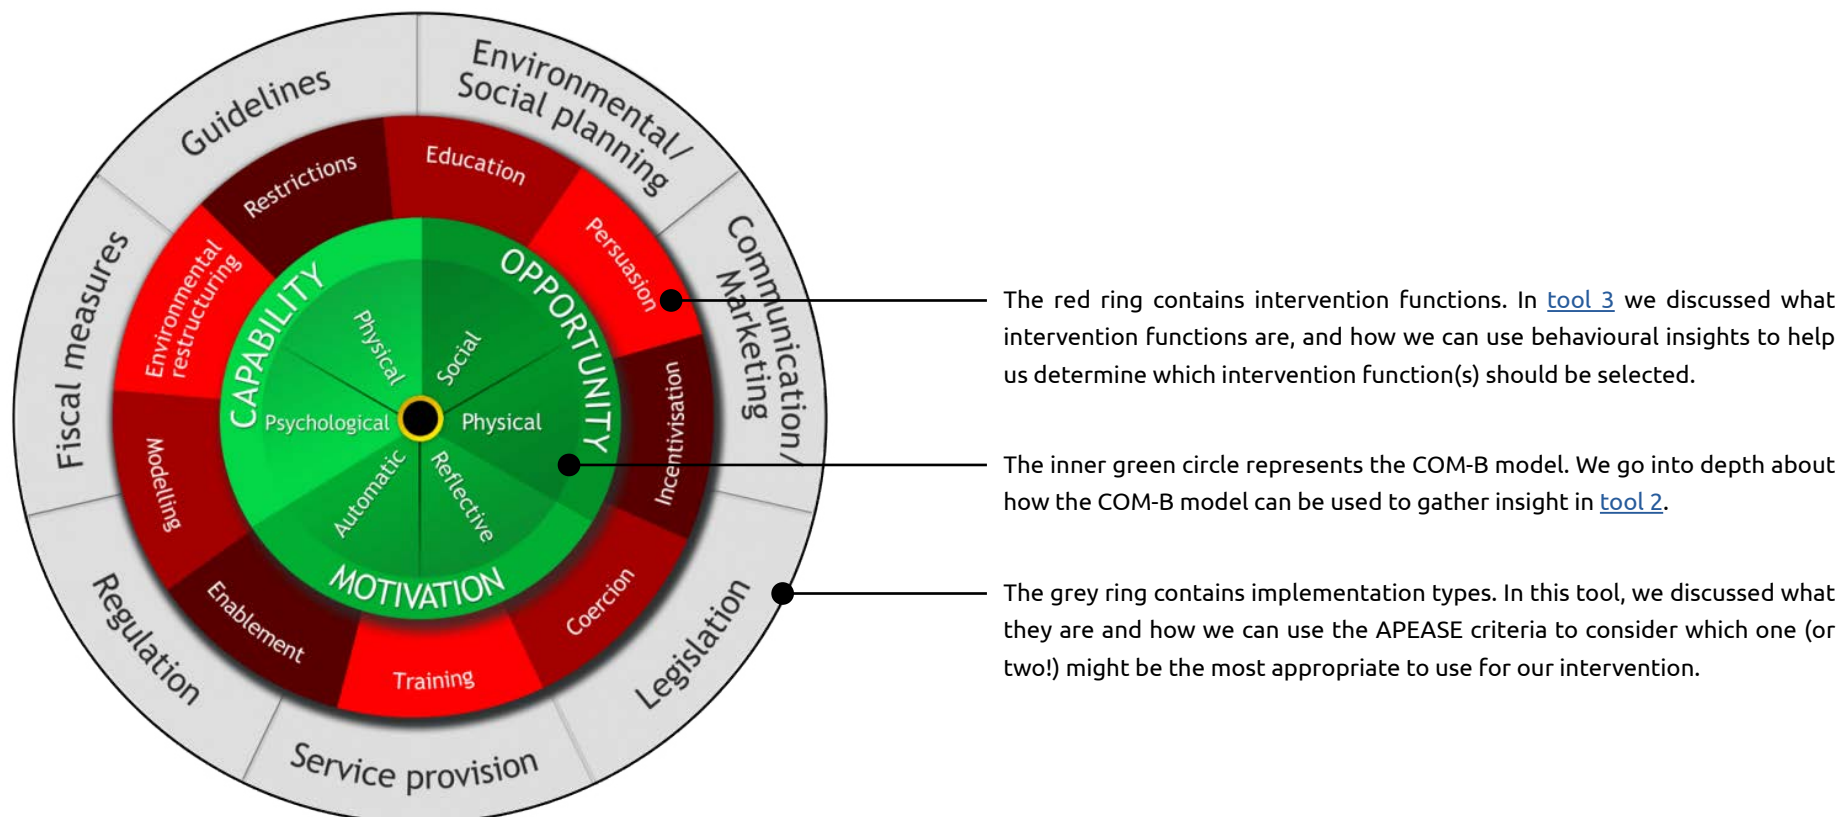 Environmental/
Social planning
Communication/
Marketing
Legislation
Service provision
Regulation
Fiscal measures
Guidelines
Education
Persuasion
Incentivisation
Coercion
Training
Enablement
Modelling
Environmental
restructuring
Restrictions
CAPABILITY
OPPORTUNITY
MOTIVATION
Physical
Social
Psychological
Physical
Automatic
Reflective
The red ring contains intervention functions. In tool 3 we discussed what
intervention functions are, and how we can use behavioural insights to help
us determine which intervention function(s) should be selected.
The inner green circle represents the COM-B model. We go into depth about
how the COM-B model can be used to gather insight in tool 2.
The grey ring contains implementation types. In this tool, we discussed what
they are and how we can use the APEASE criteria to consider which one (or
two!) might be the most appropriate to use for our intervention.